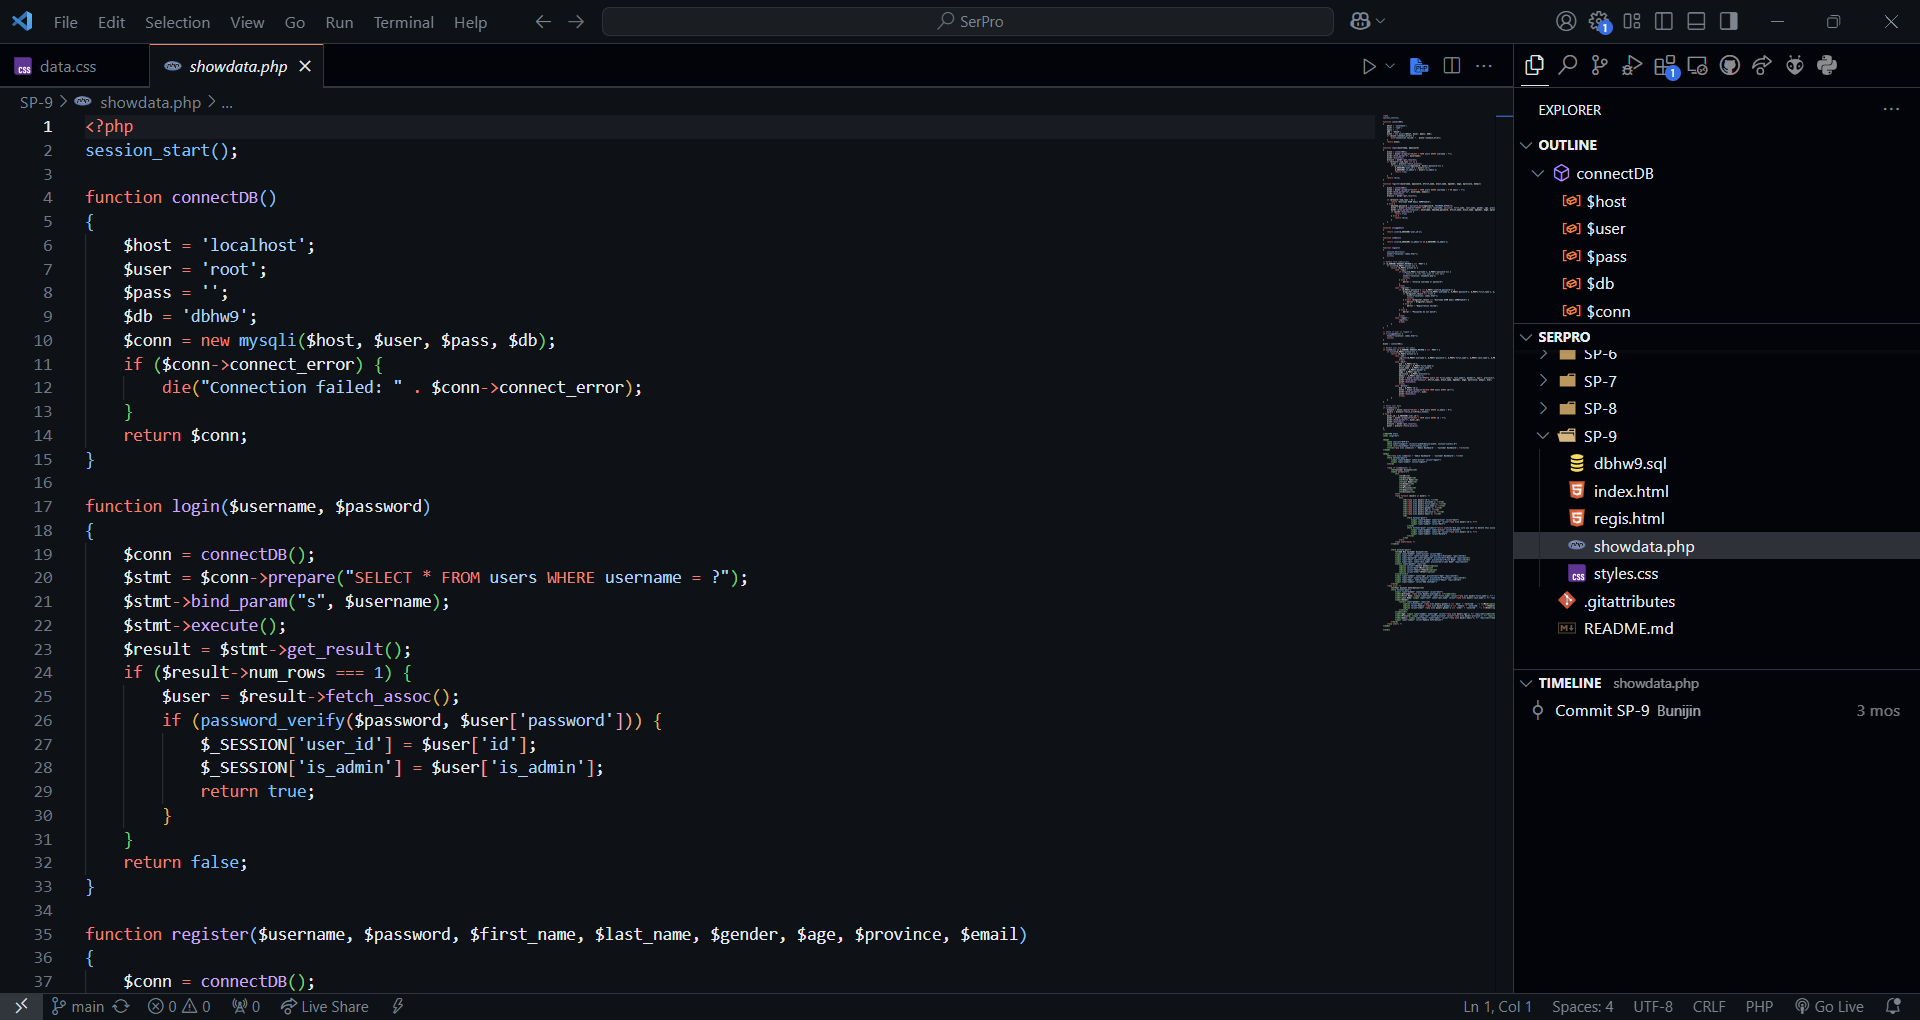 File Edit Selection View Go Run Terminal Help
SerPro
1
data.css
showdata.php
SP-9 > showdata.php > ...
1 <?php
2 session_start();
3
4 function connectDB()
5 {
6 $host = 'localhost';
7 $user = 'root';
8 $pass = '';
9 $db = 'dbhw9';
10 $conn = new mysqli($host, $user, $pass, $db);
11 if ($conn->connect_error) {
12 die("Connection failed: " . $conn->connect_error);
13 }
14 return $conn;
15 }
16
17 function login($username, $password)
18 {
19 $conn = connectDB();
20 $stmt = $conn->prepare("SELECT * FROM users WHERE username = ?");
21 $stmt->bind_param("s", $username);
22 $stmt->execute();
23 $result = $stmt->get_result();
24 if ($result->num_rows === 1) {
25 $user = $result->fetch_assoc();
26 if (password_verify($password, $user['password'])) {
27 $_SESSION['user_id'] = $user['id'];
28 $_SESSION['is_admin'] = $user['is_admin'];
29 return true;
30 }
31 }
32 return false;
33 }
34
35 function register($username, $password, $first_name, $last_name, $gender, $age, $province, $email)
36 {
37 $conn = connectDB();
1
EXPLORER
OUTLINE
connectDB
$host
$user
$pass
$db
$conn
SERPRO
SP-6
SP-7
SP-8
SP-9
dbhw9.sql
index.html
regis.html
showdata.php
styles.css
.gitattributes
README.md
TIMELINE showdata.php
Commit SP-9 Bunijin 3 mos
main 0 0 0 Live Share
Ln 1, Col 1 Spaces: 4 UTF-8 CRLF PHP Go Live